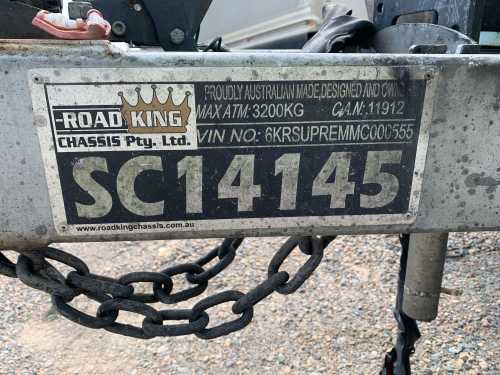 PROUDLY AUSTRALIAN MADE,DESIGNED AND OWNED
ROAD KING
MAX ATM: 3200KG C.A.N.:11912
CHASSIS Pty. Ltd.
VIN NO: 6KRSUPREMMC000555
SC14145
www.roadkingchassis.com.au